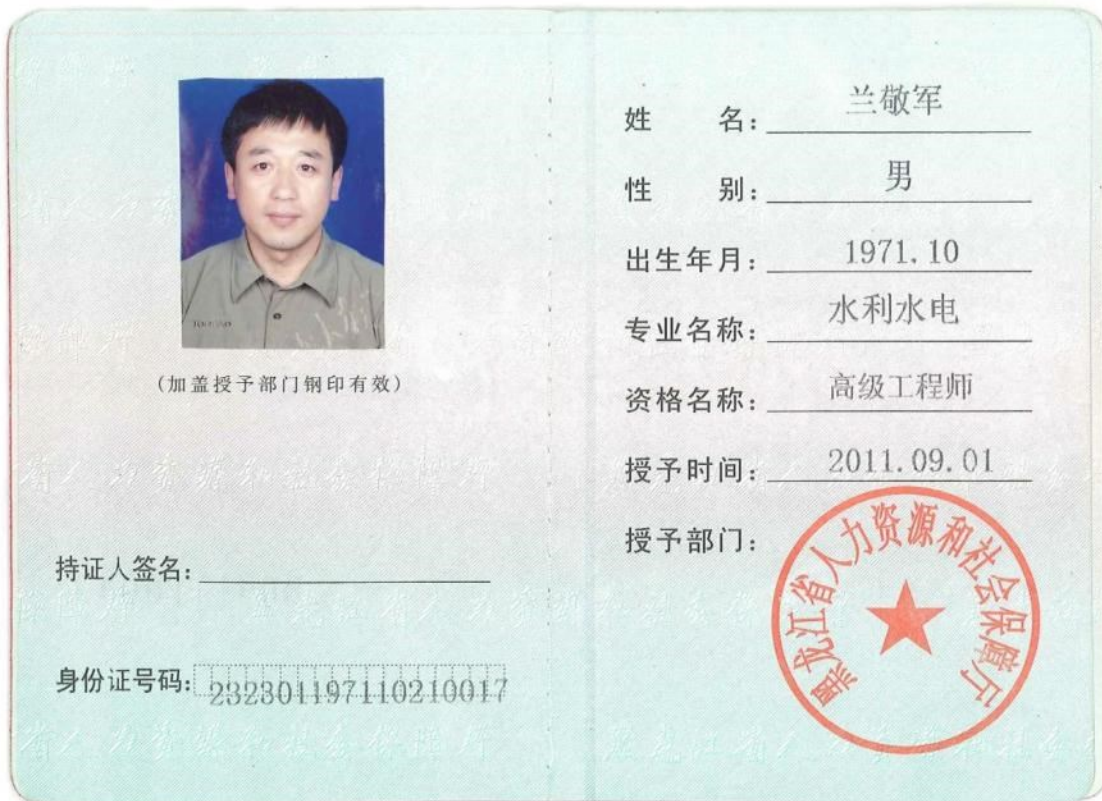 (加盖授予部门钢印有效)
持证人签名:
身份证号码: 232301197110210017
姓 名: 兰敬军
性 别: 男
出生年月: 1971.10
专业名称: 水利水电
资格名称: 高级工程师
授予时间: 2011.09.01
授予部门:
黑龙江省人力资源和社会保障厅